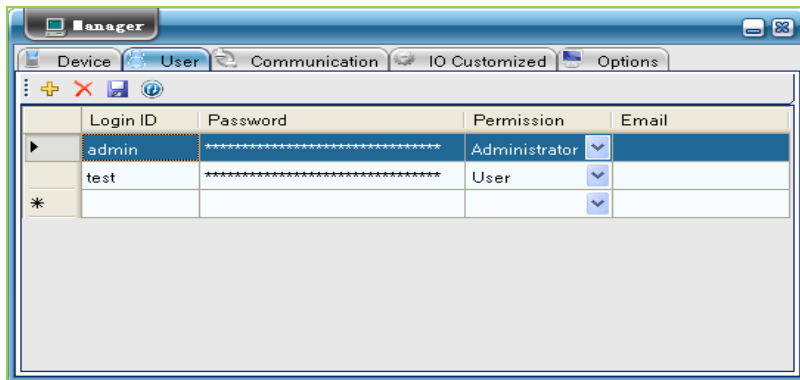 Manager
Device User Communication IO Customized Options
Login ID Password Permission Email
admin ******************************** Administrator
test ******************************** User